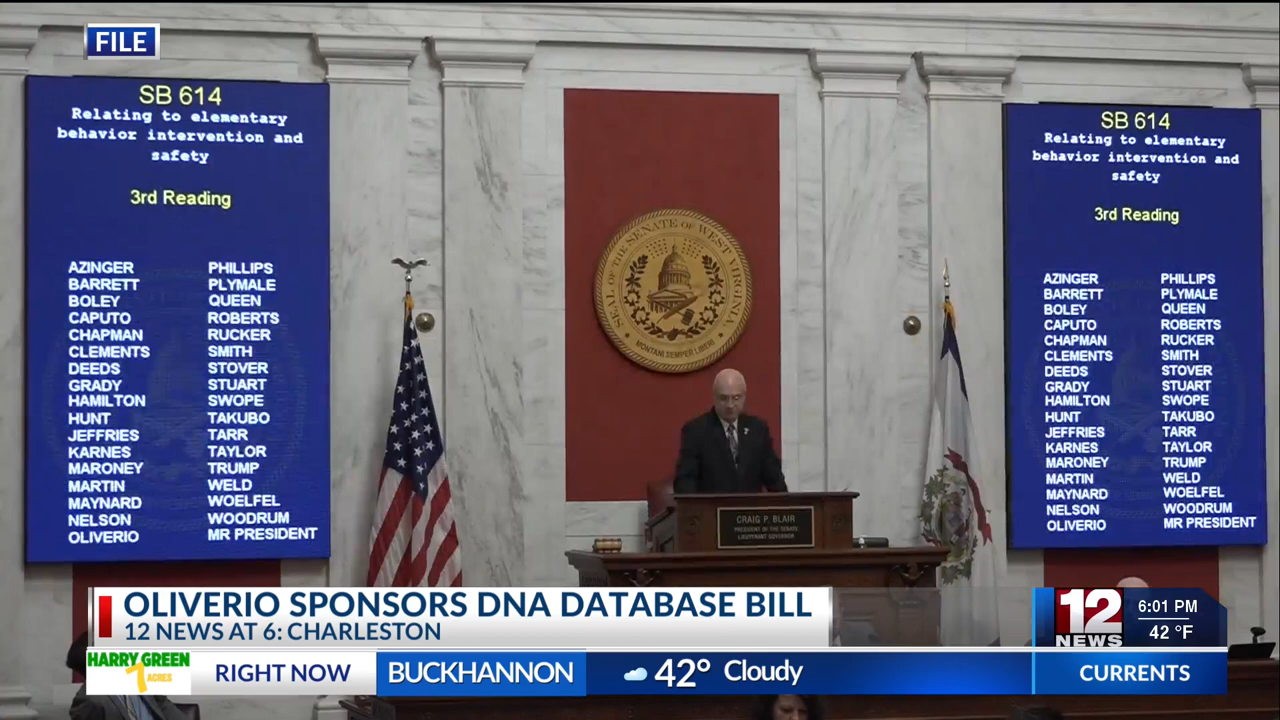 FILE
SB 614
Relating to elementary
behavior intervention and
safety
3rd Reading
AZINGER PHILLIPS
BARRETT PLYMALE
BOLEY QUEEN
CAPUTO ROBERTS
CHAPMAN RUCKER
CLEMENTS SMITH
DEEDS STOVER
GRADY STUART
HAMILTON SWOPE
HUNT TAKUBO
JEFFRIES TARR
KARNES TAYLOR
MARONEY TRUMP
MARTIN WELD
MAYNARD WOELFEL
NELSON WOODRUM
OLIVERIO MR PRESIDENT
SEAL OF THE SENATE OF WEST VIRGINIA
MONTANI SEMPER LIBERI
CRAIG P. BLAIR
PRESIDENT OF THE SENATE
LIEUTENANT GOVERNOR
SB 614
Relating to elementary
behavior intervention and
safety
3rd Reading
AZINGER PHILLIPS
BARRETT PLYMALE
BOLEY QUEEN
CAPUTO ROBERTS
CHAPMAN RUCKER
CLEMENTS SMITH
DEEDS STOVER
GRADY STUART
HAMILTON SWOPE
HUNT TAKUBO
JEFFRIES TARR
KARNES TAYLOR
MARONEY TRUMP
MARTIN WELD
MAYNARD WOELFEL
NELSON WOODRUM
OLIVERIO MR PRESIDENT
OLIVERIO SPONSORS DNA DATABASE BILL
12 NEWS AT 6: CHARLESTON
12
NEWS
6:01 PM
42 °F
HARRY GREEN
7 ACRES
RIGHT NOW
BUCKHANNON
42° Cloudy
CURRENTS